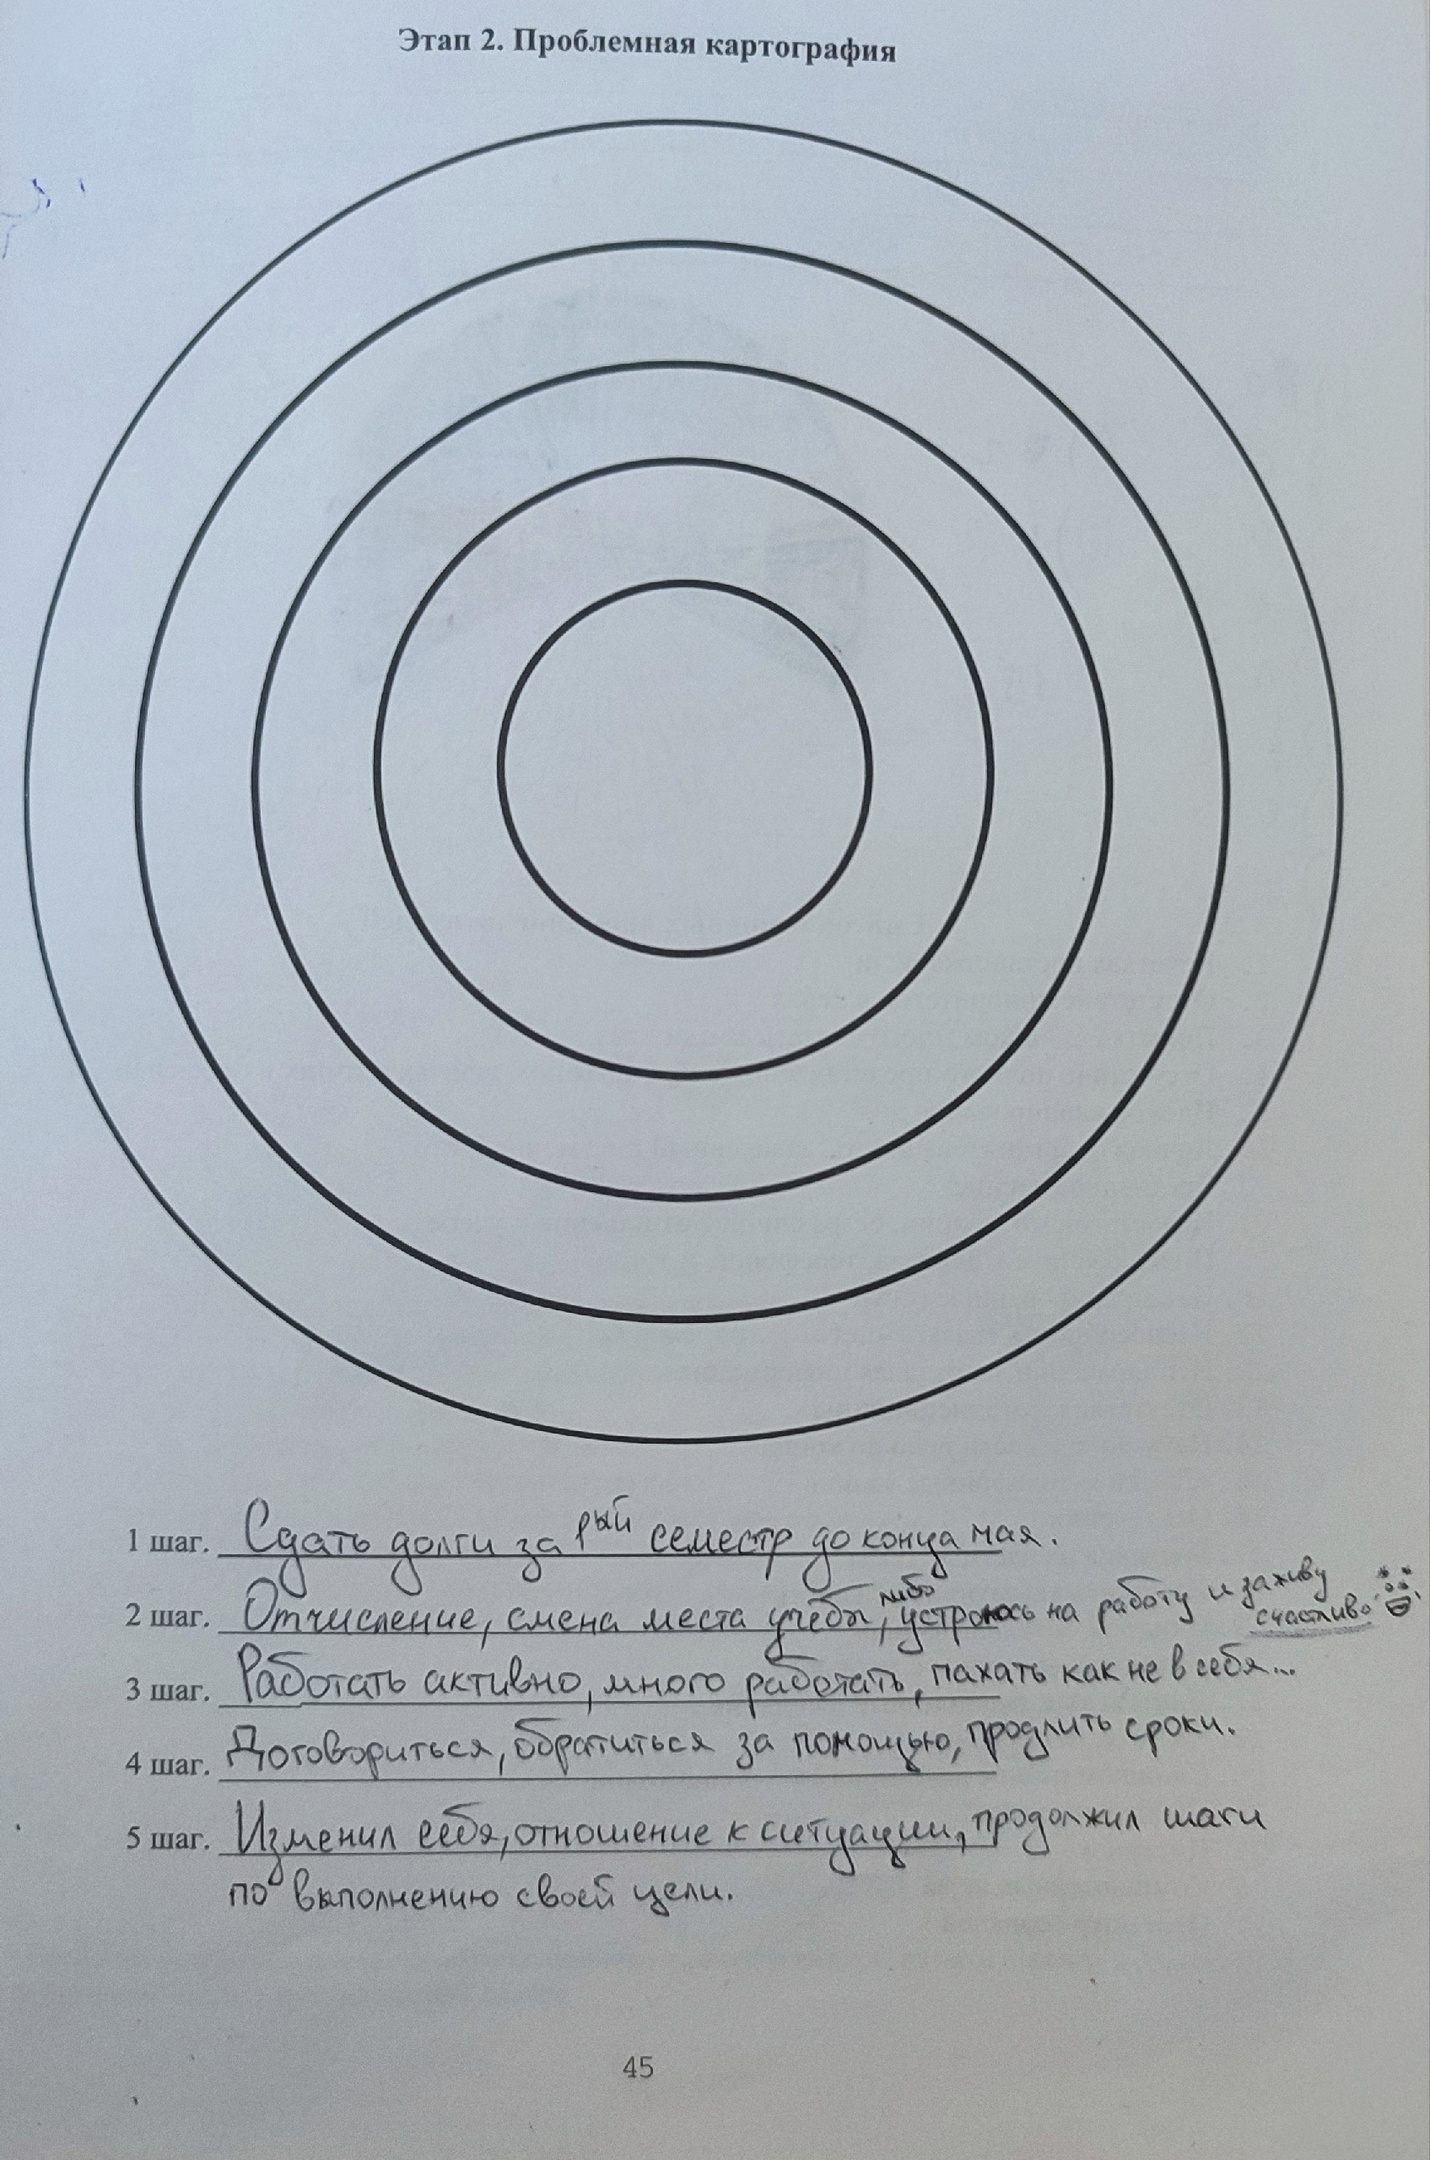 Этап 2. Проблемная картография
1 шаг. Сдать долги за 1рый семестр до конца мая.
2 шаг. Отчисление, смена места учёбы, либо устроюсь на работу и заживу счастливо
3 шаг. Работать активно, много работать, пахать как не в себя...
4 шаг. Договориться, обратиться за помощью, продлить сроки.
5 шаг. Изменил себя, отношение к ситуации, продолжил шаги
по выполнению своей цели.
45